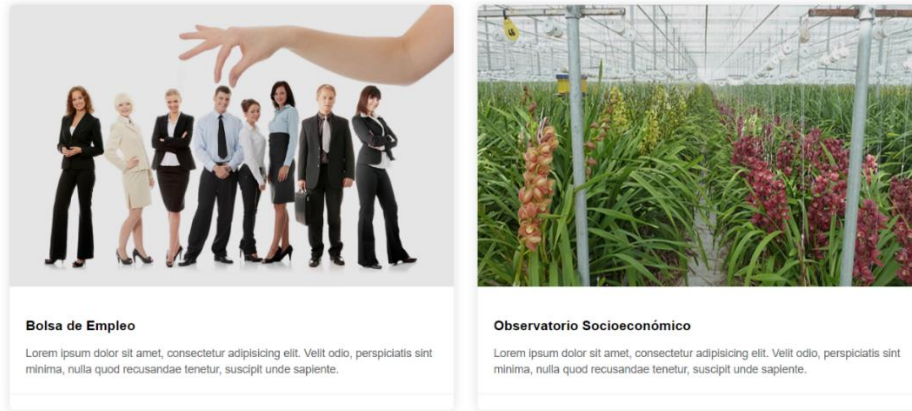 Bolsa de Empleo
Lorem ipsum dolor sit amet, consectetur adipisicing elit. Velit odio, perspiciatis sint
minima, nulla quod recusandae tenetur, suscipit unde sapiente.
Observatorio Socioeconómico
Lorem ipsum dolor sit amet, consectetur adipisicing elit. Velit odio, perspiciatis sint
minima, nulla quod recusandae tenetur, suscipit unde sapiente.